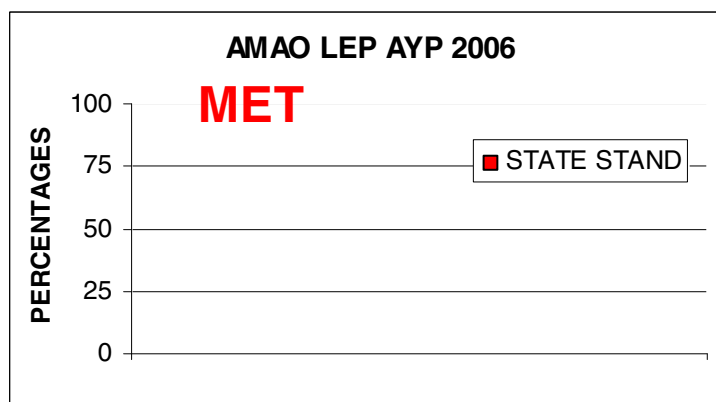 AMAO LEP AYP 2006
MET
PERCENTAGES
100
75
50
25
0
STATE STAND